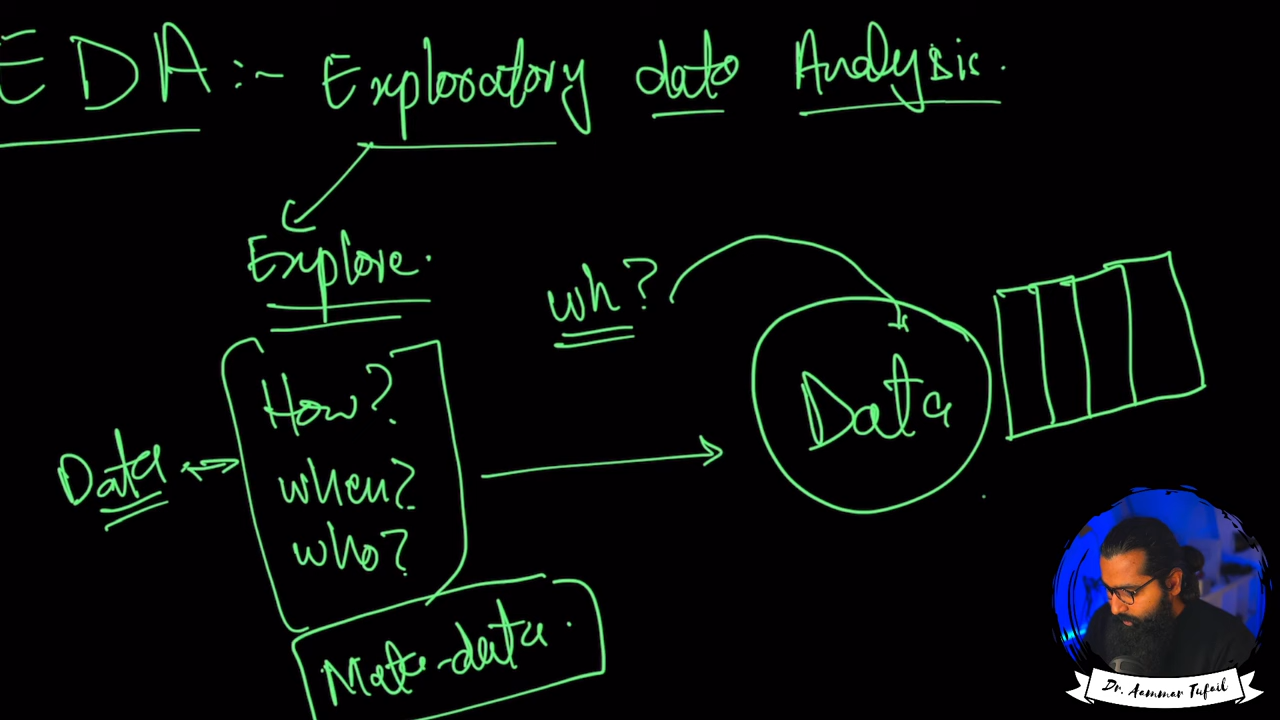 EDA :- Exploratory data Analysis.
Explore.
wh?
How?
when?
who?
Data
Data
Meta-data.
Dr. Aammar Tufail